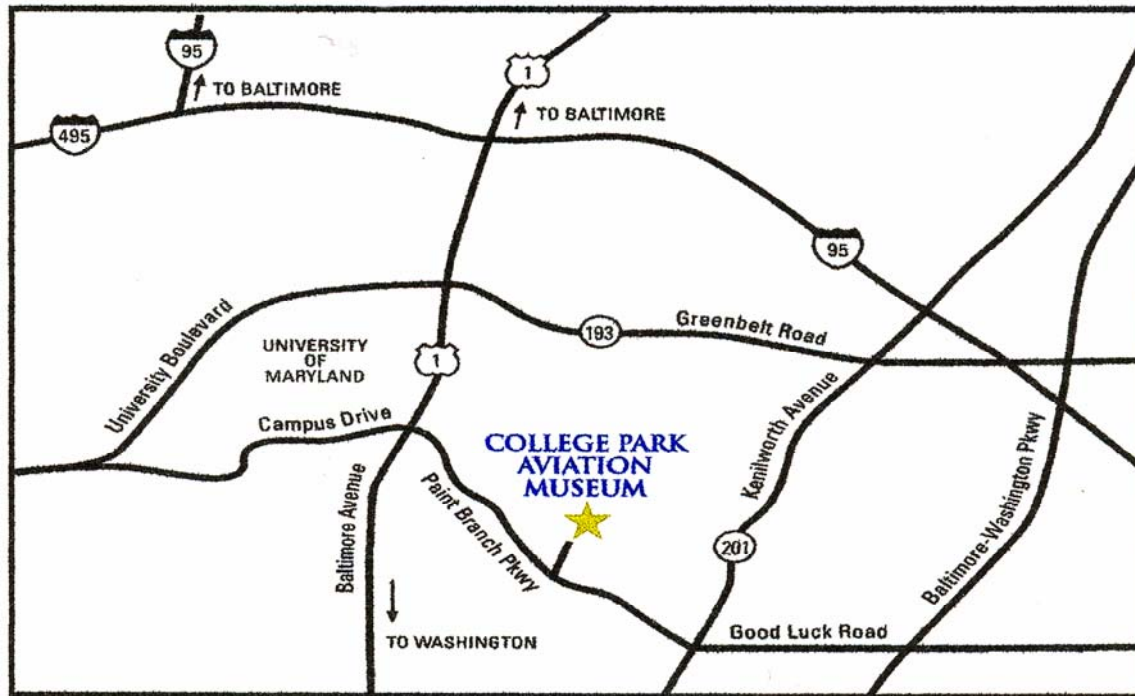 95
TO BALTIMORE
1
TO BALTIMORE
495
95
University Boulevard
193
Greenbelt Road
UNIVERSITY
OF
MARYLAND
1
Campus Drive
Kenilworth Avenue
COLLEGE PARK
AVIATION
MUSEUM
Baltimore Avenue
Paint Branch Pkwy
201
Baltimore-Washington Pkwy
TO WASHINGTON
Good Luck Road